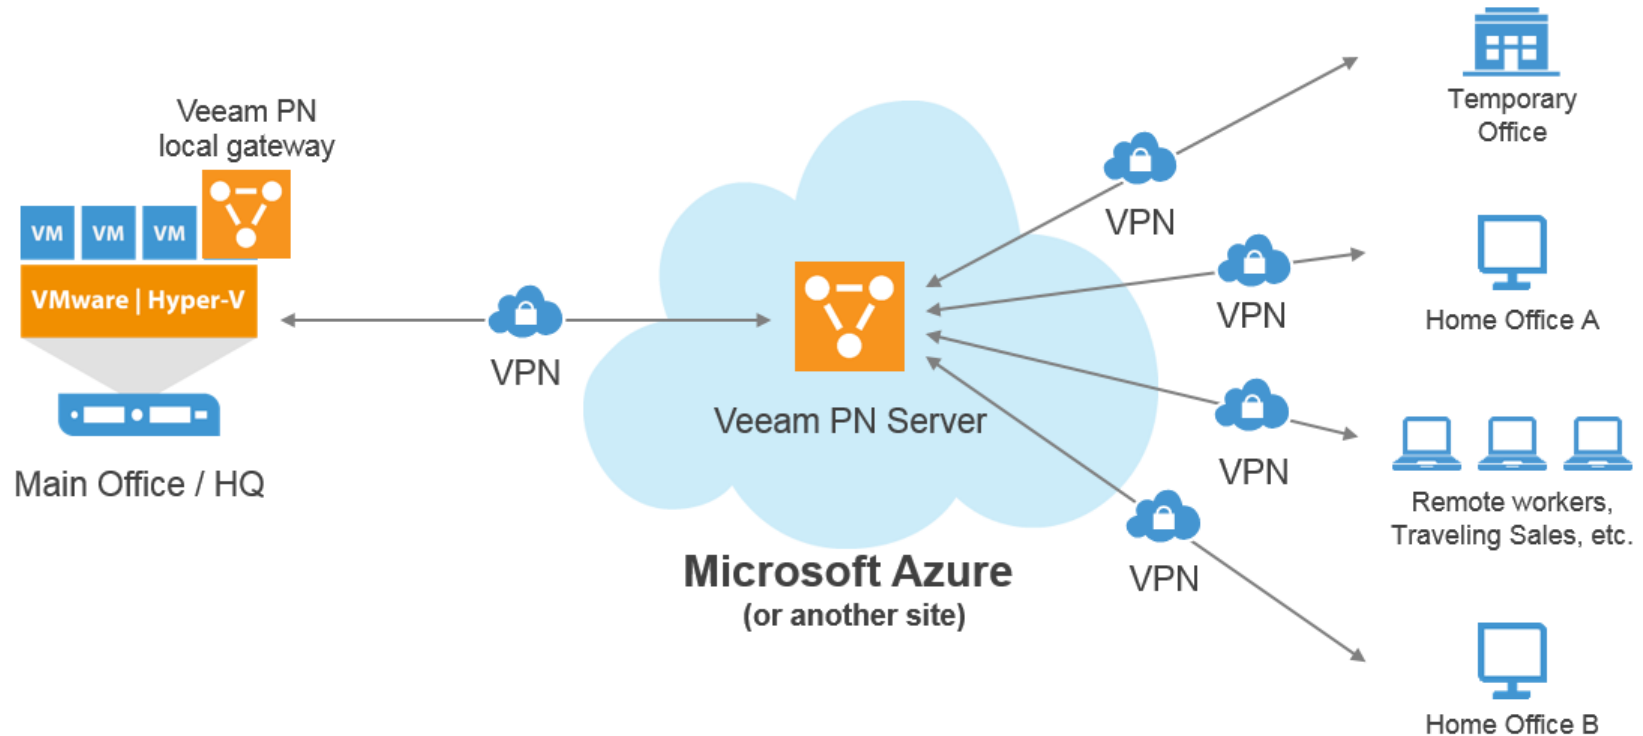 Veeam PN
local gateway
VM VM VM
VMware | Hyper-V
Main Office / HQ
VPN
Veeam PN Server
Microsoft Azure
(or another site)
VPN
VPN
VPN
VPN
Temporary
Office
Home Office A
Remote workers,
Traveling Sales, etc.
Home Office B